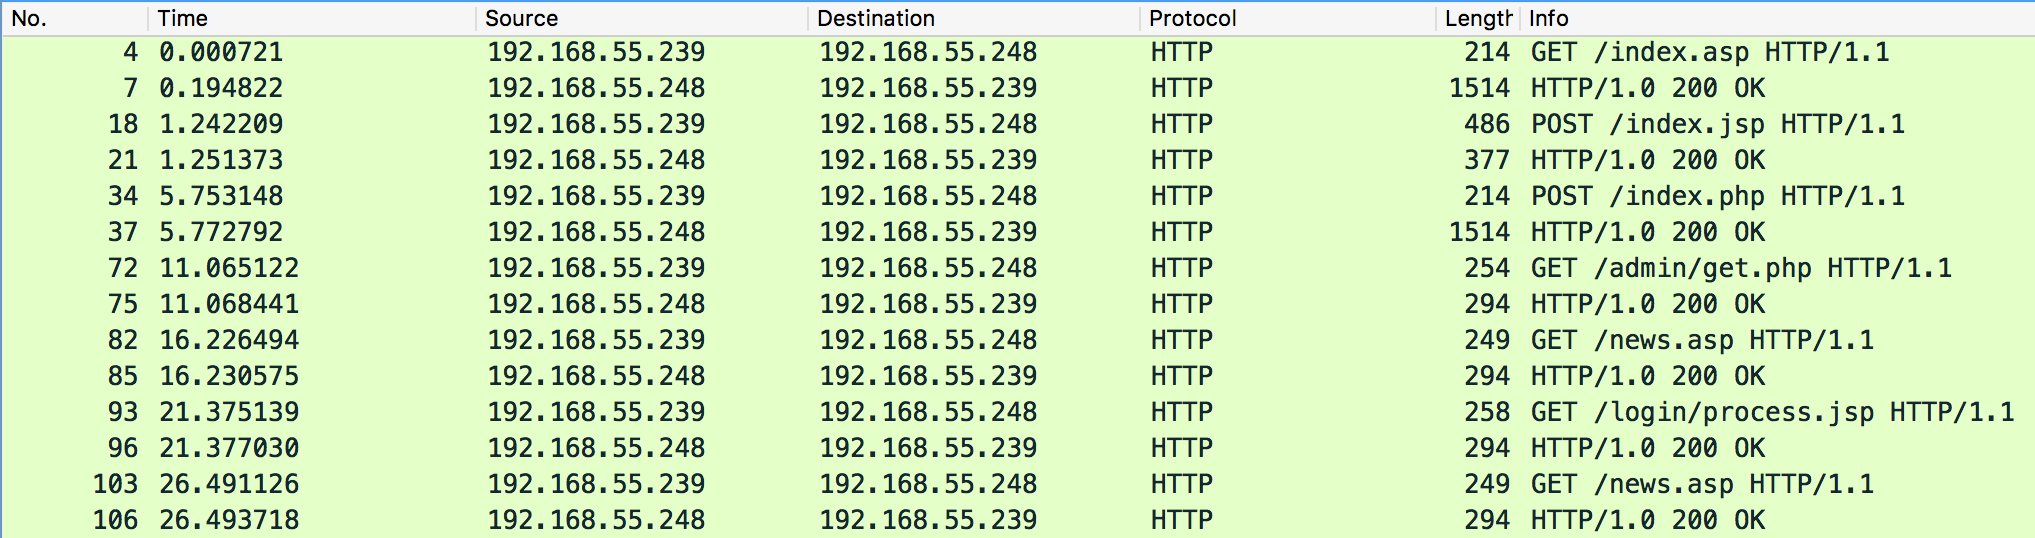 No. Time Source Destination Protocol Length Info
4 0.000721 192.168.55.239 192.168.55.248 HTTP 214 GET /index.asp HTTP/1.1
7 0.194822 192.168.55.248 192.168.55.239 HTTP 1514 HTTP/1.0 200 OK
18 1.242209 192.168.55.239 192.168.55.248 HTTP 486 POST /index.jsp HTTP/1.1
21 1.251373 192.168.55.248 192.168.55.239 HTTP 377 HTTP/1.0 200 OK
34 5.753148 192.168.55.239 192.168.55.248 HTTP 214 POST /index.php HTTP/1.1
37 5.772792 192.168.55.248 192.168.55.239 HTTP 1514 HTTP/1.0 200 OK
72 11.065122 192.168.55.239 192.168.55.248 HTTP 254 GET /admin/get.php HTTP/1.1
75 11.068441 192.168.55.248 192.168.55.239 HTTP 294 HTTP/1.0 200 OK
82 16.226494 192.168.55.239 192.168.55.248 HTTP 249 GET /news.asp HTTP/1.1
85 16.230575 192.168.55.248 192.168.55.239 HTTP 294 HTTP/1.0 200 OK
93 21.375139 192.168.55.239 192.168.55.248 HTTP 258 GET /login/process.jsp HTTP/1.1
96 21.377030 192.168.55.248 192.168.55.239 HTTP 294 HTTP/1.0 200 OK
103 26.491126 192.168.55.239 192.168.55.248 HTTP 249 GET /news.asp HTTP/1.1
106 26.493718 192.168.55.248 192.168.55.239 HTTP 294 HTTP/1.0 200 OK